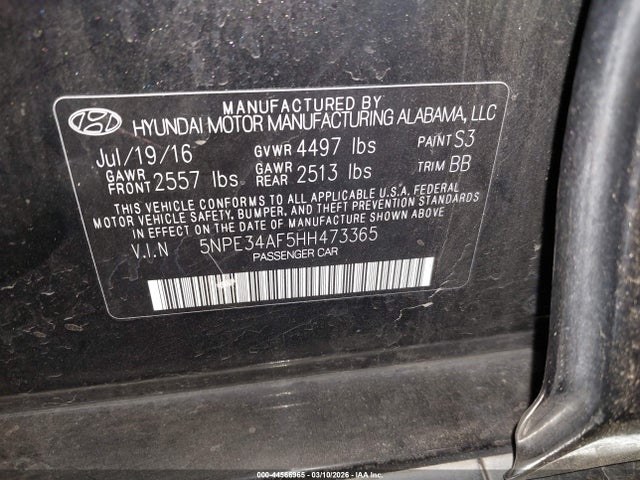 MANUFACTURED BY
HYUNDAI MOTOR MANUFACTURING ALABAMA, LLC
Jul/19/16 GVWR 4497 lbs PAINT S3
GAWR FRONT 2557 lbs GAWR REAR 2513 lbs TRIM BB
THIS VEHICLE CONFORMS TO ALL APPLICABLE U.S.A. FEDERAL
MOTOR VEHICLE SAFETY, BUMPER, AND THEFT PREVENTION STANDARDS
IN EFFECT ON THE DATE OF MANUFACTURE SHOWN ABOVE.
V.I.N 5NPE34AF5HH473365
PASSENGER CAR
000-44566965 - 03/10/2026 - IAA Inc.